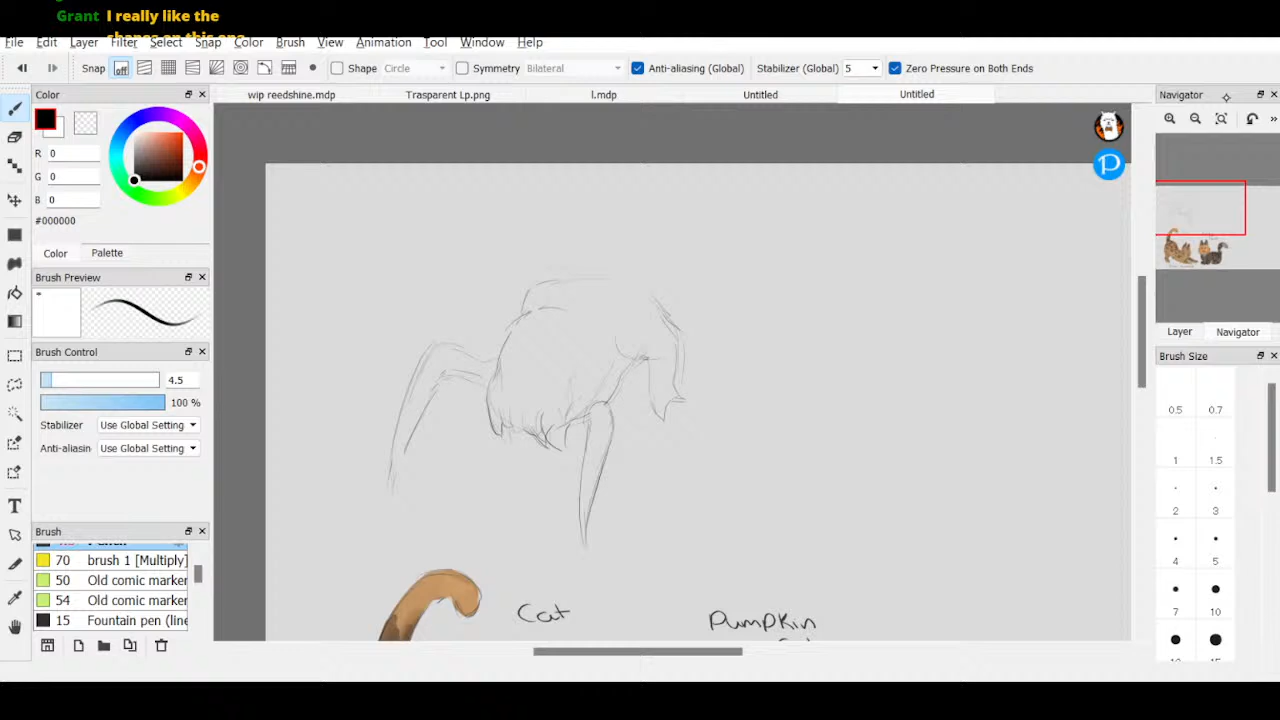 Grant I really like the
shapes on this one
File Edit Layer Filter Select Snap Color Brush View Animation Tool Window Help
Snap off Shape Circle Symmetry Bilateral Anti-aliasing (Global) Stabilizer (Global) 5 Zero Pressure on Both Ends
Color
wip reedshine.mdp Trasparent Lp.png l.mdp Untitled Untitled
Navigator
R 0
G 0
B 0
#000000
Color Palette
Brush Preview
Brush Control
4.5
100 %
Stabilizer Use Global Setting
Anti-aliasin Use Global Setting
Brush
70 brush 1 [Multiply]
50 Old comic marker
54 Old comic marker
15 Fountain pen (line
T
P
Cat
Pumpkin
Layer Navigator
Brush Size
0.5 0.7
1 1.5
2 3
4 5
7 10